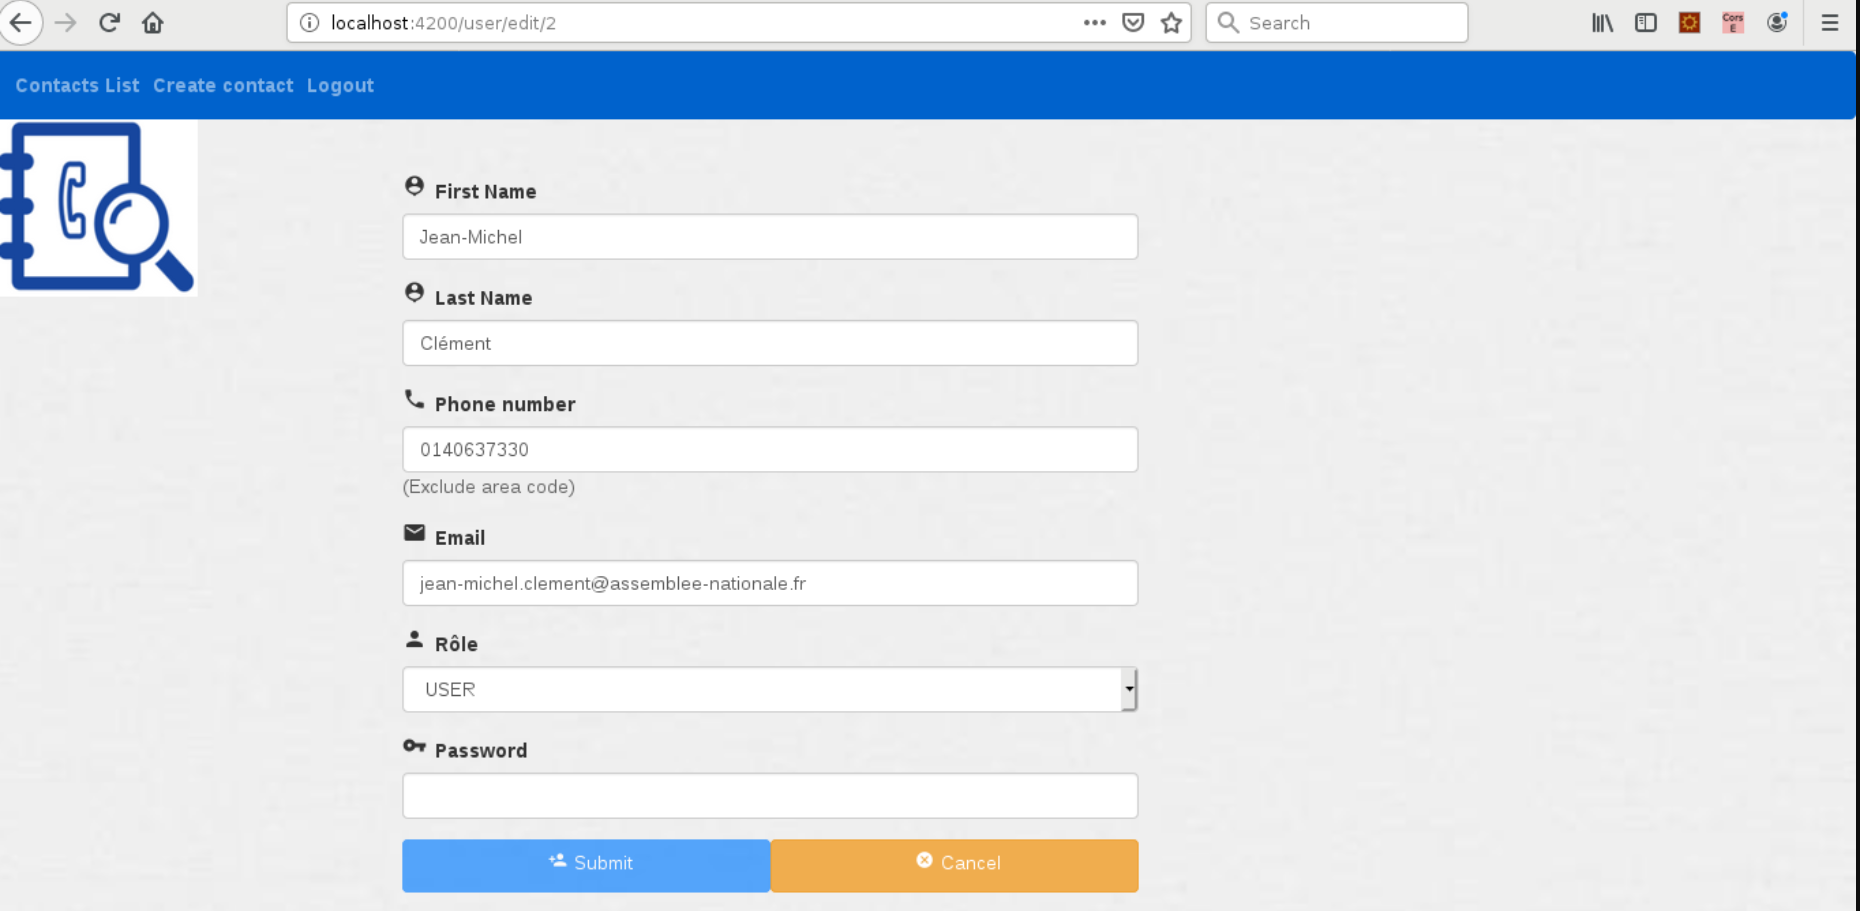 localhost:4200/user/edit/2
Search
Cors
E
Contacts List Create contact Logout
First Name
Jean-Michel
Last Name
Clément
Phone number
0140637330
(Exclude area code)
Email
jean-michel.clement@assemblee-nationale.fr
Rôle
USER
Password
Submit
Cancel